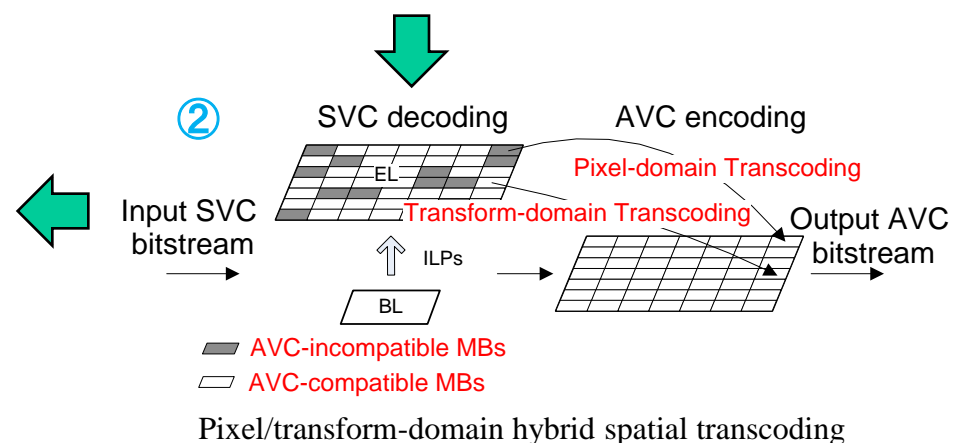 ②
SVC decoding
AVC encoding
EL
Pixel-domain Transcoding
Transform-domain Transcoding
Input SVC
bitstream
Output AVC
bitstream
ILPs
BL
AVC-incompatible MBs
AVC-compatible MBs
Pixel/transform-domain hybrid spatial transcoding